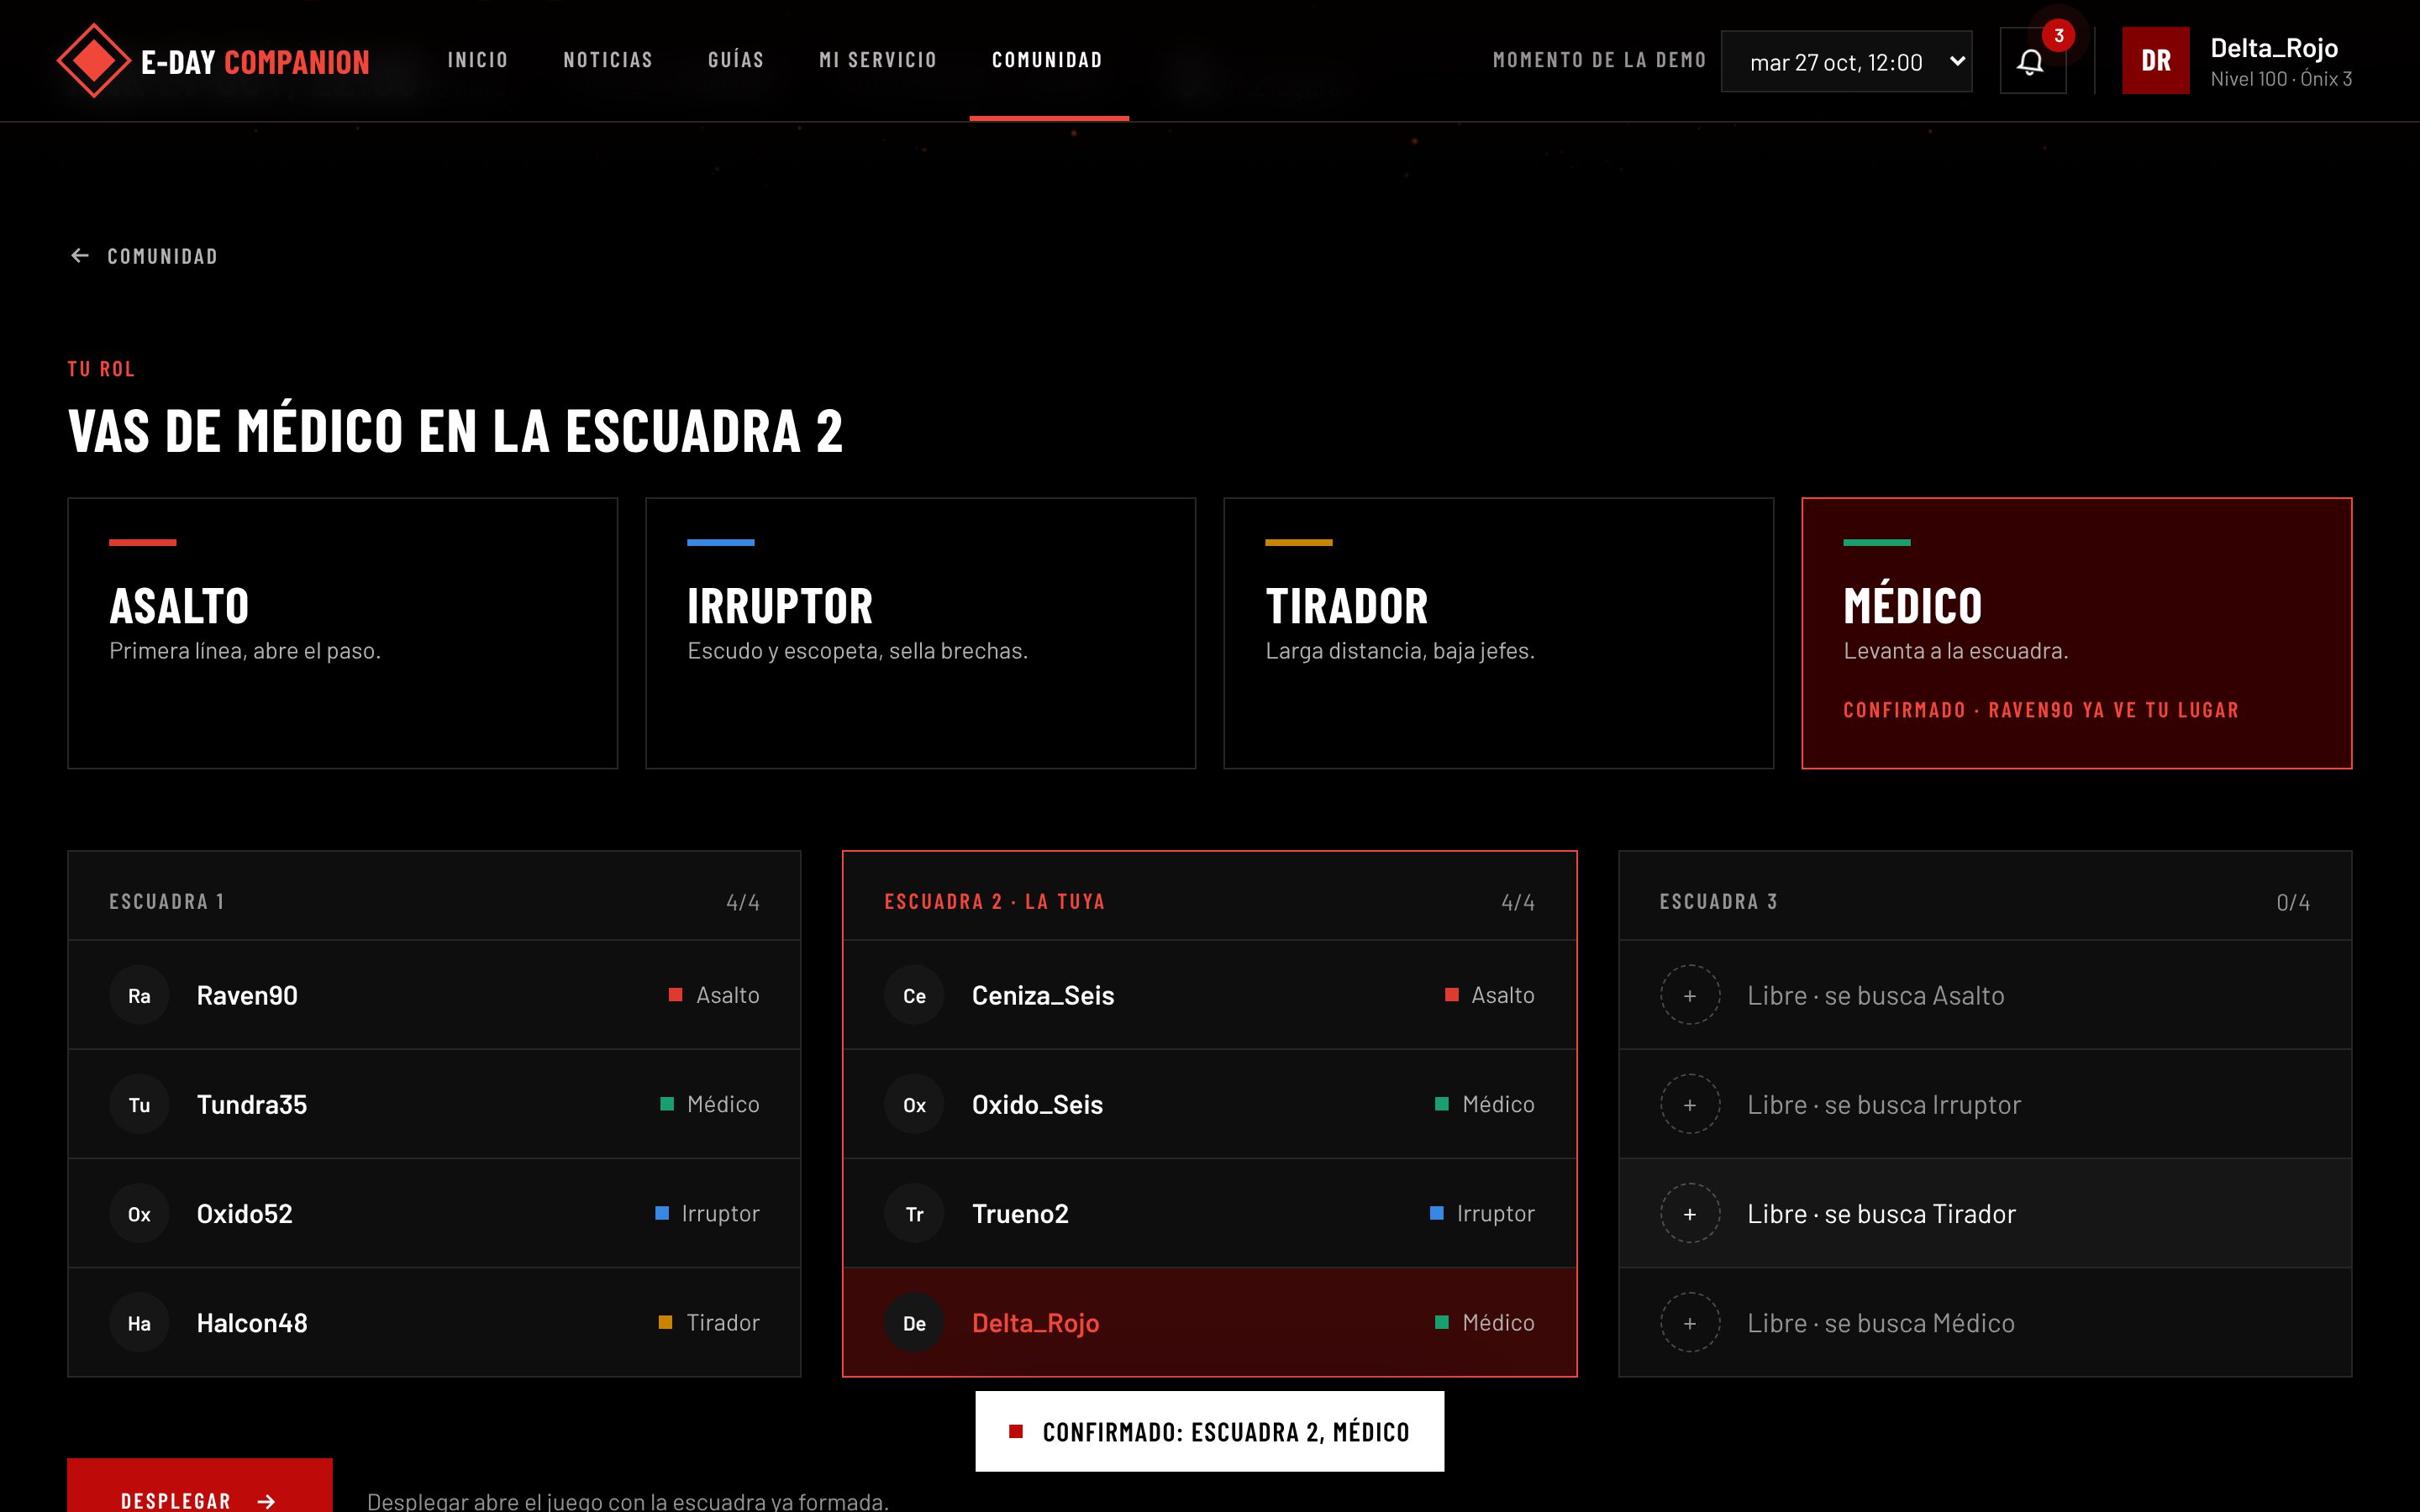 E-DAY COMPANION
INICIO
NOTICIAS
GUÍAS
MI SERVICIO
COMUNIDAD
MOMENTO DE LA DEMO
mar 27 oct, 12:00
3
DR
Delta_Rojo
Nivel 100 · Ónix 3
← COMUNIDAD
TU ROL
VAS DE MÉDICO EN LA ESCUADRA 2
ASALTO
Primera línea, abre el paso.
IRRUPTOR
Escudo y escopeta, sella brechas.
TIRADOR
Larga distancia, baja jefes.
MÉDICO
Levanta a la escuadra.
CONFIRMADO · RAVEN90 YA VE TU LUGAR
ESCUADRA 1 4/4
Ra Raven90 Asalto
Tu Tundra35 Médico
Ox Oxido52 Irruptor
Ha Halcon48 Tirador
ESCUADRA 2 · LA TUYA 4/4
Ce Ceniza_Seis Asalto
Ox Oxido_Seis Médico
Tr Trueno2 Irruptor
De Delta_Rojo Médico
ESCUADRA 3 0/4
+ Libre · se busca Asalto
+ Libre · se busca Irruptor
+ Libre · se busca Tirador
+ Libre · se busca Médico
CONFIRMADO: ESCUADRA 2, MÉDICO
DESPLEGAR →
Desplegar abre el juego con la escuadra ya formada.